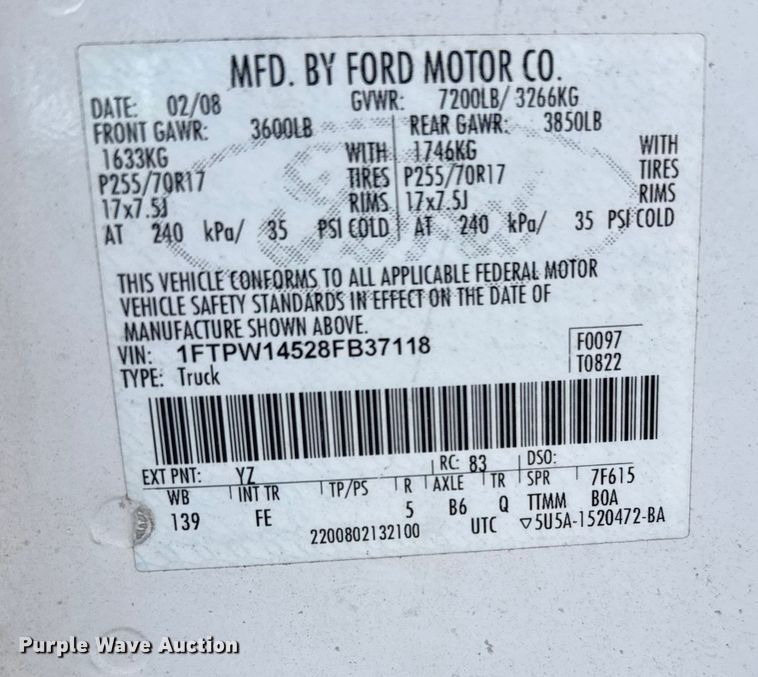 MFD. BY FORD MOTOR CO.
DATE: 02/08 GVWR: 7200LB/ 3266KG
FRONT GAWR: 3600LB REAR GAWR: 3850LB
1633KG WITH 1746KG WITH
P255/70R17 TIRES P255/70R17 TIRES
17x7.5J RIMS 17x7.5J RIMS
AT 240 kPa/ 35 PSI COLD AT 240 kPa/ 35 PSI COLD
THIS VEHICLE CONFORMS TO ALL APPLICABLE FEDERAL MOTOR
VEHICLE SAFETY STANDARDS IN EFFECT ON THE DATE OF
MANUFACTURE SHOWN ABOVE.
VIN: 1FTPW14528FB37118 F0097
TYPE: Truck T0822
EXT PNT: YZ RC: 83 DSO:
WB INT TR TP/PS R AXLE TR SPR 7F615
139 FE 5 B6 Q TTMM BOA
2200802132100 UTC ▽5U5A-1520472-BA
Purple Wave Auction